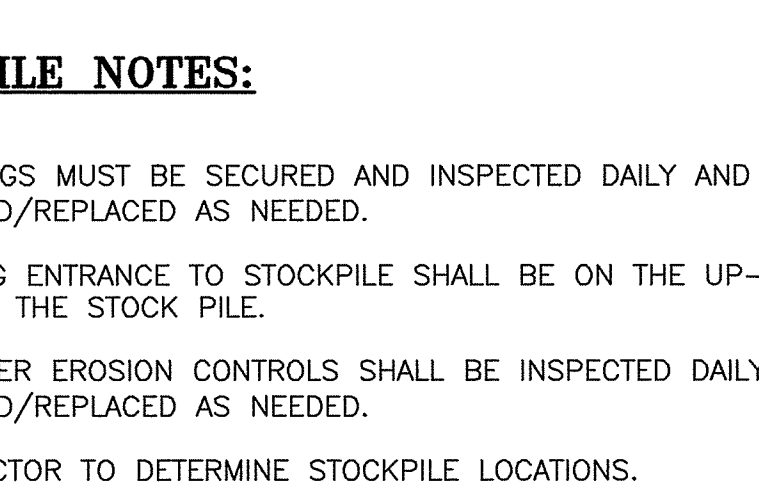 ILE NOTES:
GS MUST BE SECURED AND INSPECTED DAILY AND
D/REPLACED AS NEEDED.
G ENTRANCE TO STOCKPILE SHALL BE ON THE UP-
THE STOCK PILE.
ER EROSION CONTROLS SHALL BE INSPECTED DAILY
D/REPLACED AS NEEDED.
CTOR TO DETERMINE STOCKPILE LOCATIONS.